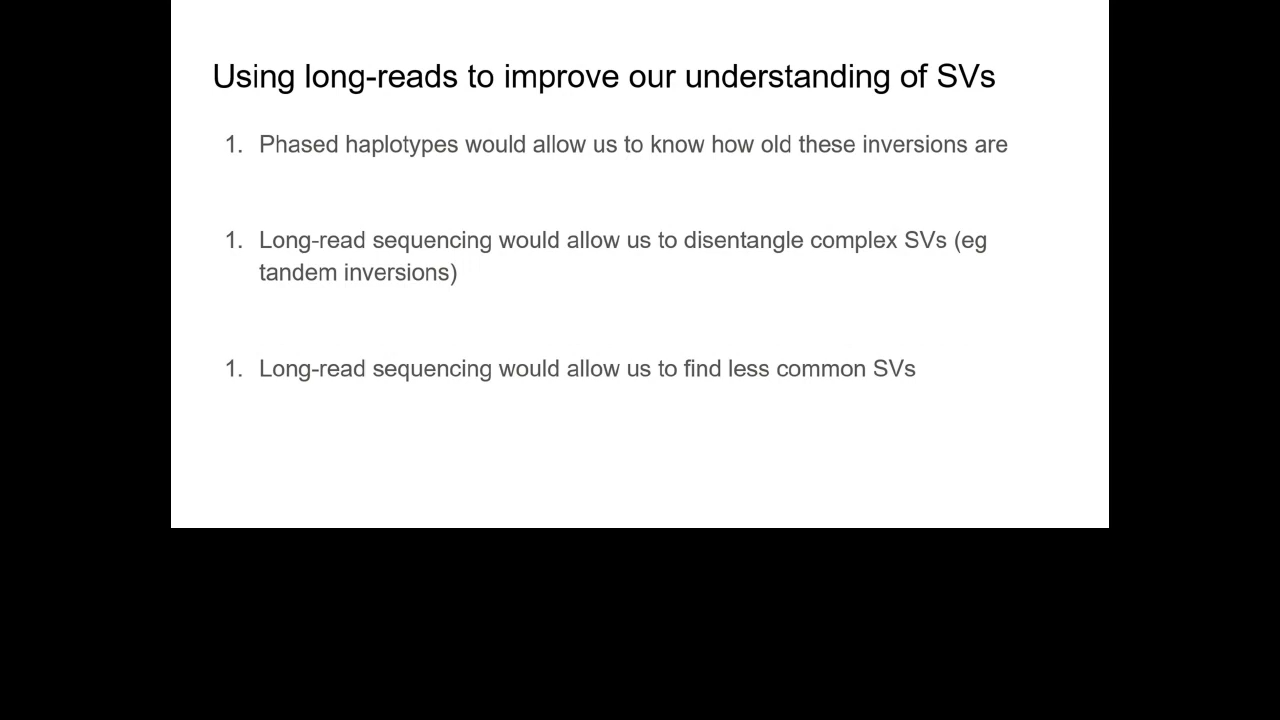 Using long-reads to improve our understanding of SVs
1. Phased haplotypes would allow us to know how old these inversions are
1. Long-read sequencing would allow us to disentangle complex SVs (eg
tandem inversions)
1. Long-read sequencing would allow us to find less common SVs